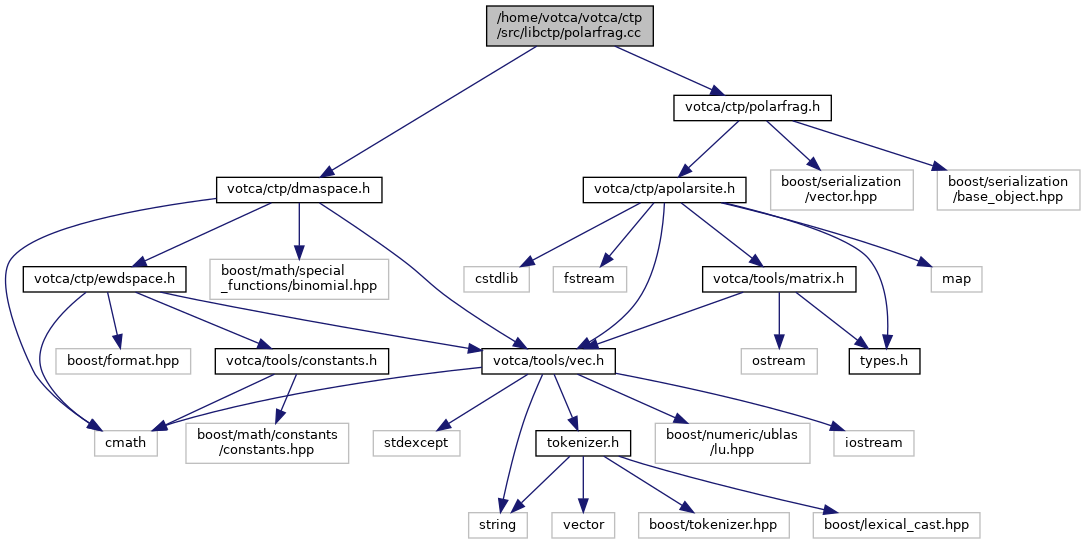 /home/votca/votca/ctp
/src/libctp/polarfrag.cc
votca/ctp/polarfrag.h
votca/ctp/dmaspace.h
votca/ctp/apolarsite.h
boost/serialization
/vector.hpp
boost/serialization
/base_object.hpp
votca/ctp/ewdspace.h
boost/math/special
_functions/binomial.hpp
cstdlib
fstream
votca/tools/matrix.h
map
boost/format.hpp
votca/tools/constants.h
votca/tools/vec.h
ostream
types.h
cmath
boost/math/constants
/constants.hpp
stdexcept
tokenizer.h
boost/numeric/ublas
/lu.hpp
iostream
string
vector
boost/tokenizer.hpp
boost/lexical_cast.hpp